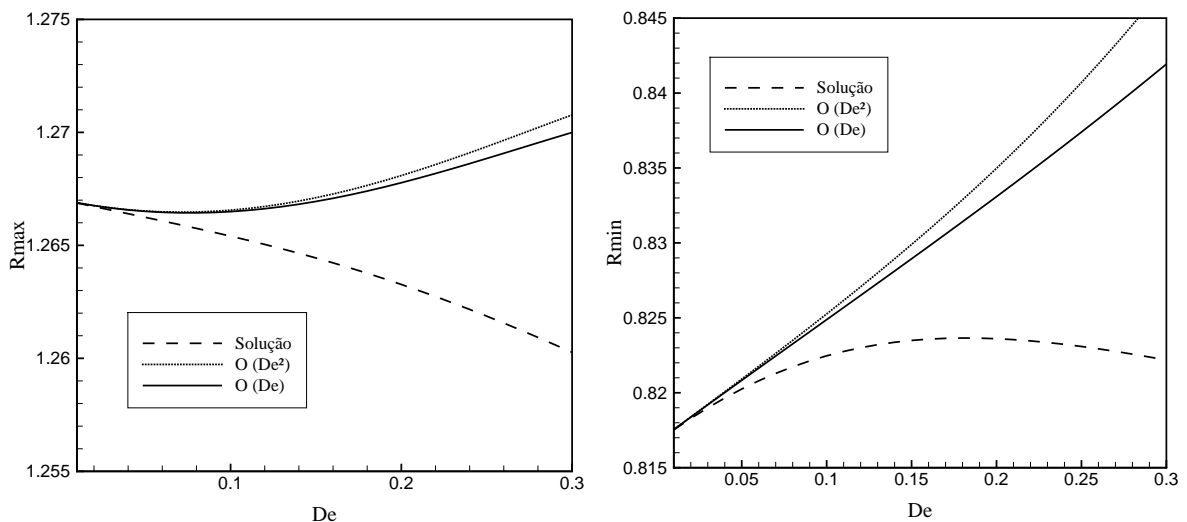 1.275
1.27
1.265
1.26
1.255
Rmax
0.1
0.2
0.3
De
Solução
O (De²)
O (De)
0.845
0.84
0.835
0.83
0.825
0.82
0.815
Rmin
0.05
0.1
0.15
0.2
0.25
0.3
De
Solução
O (De²)
O (De)